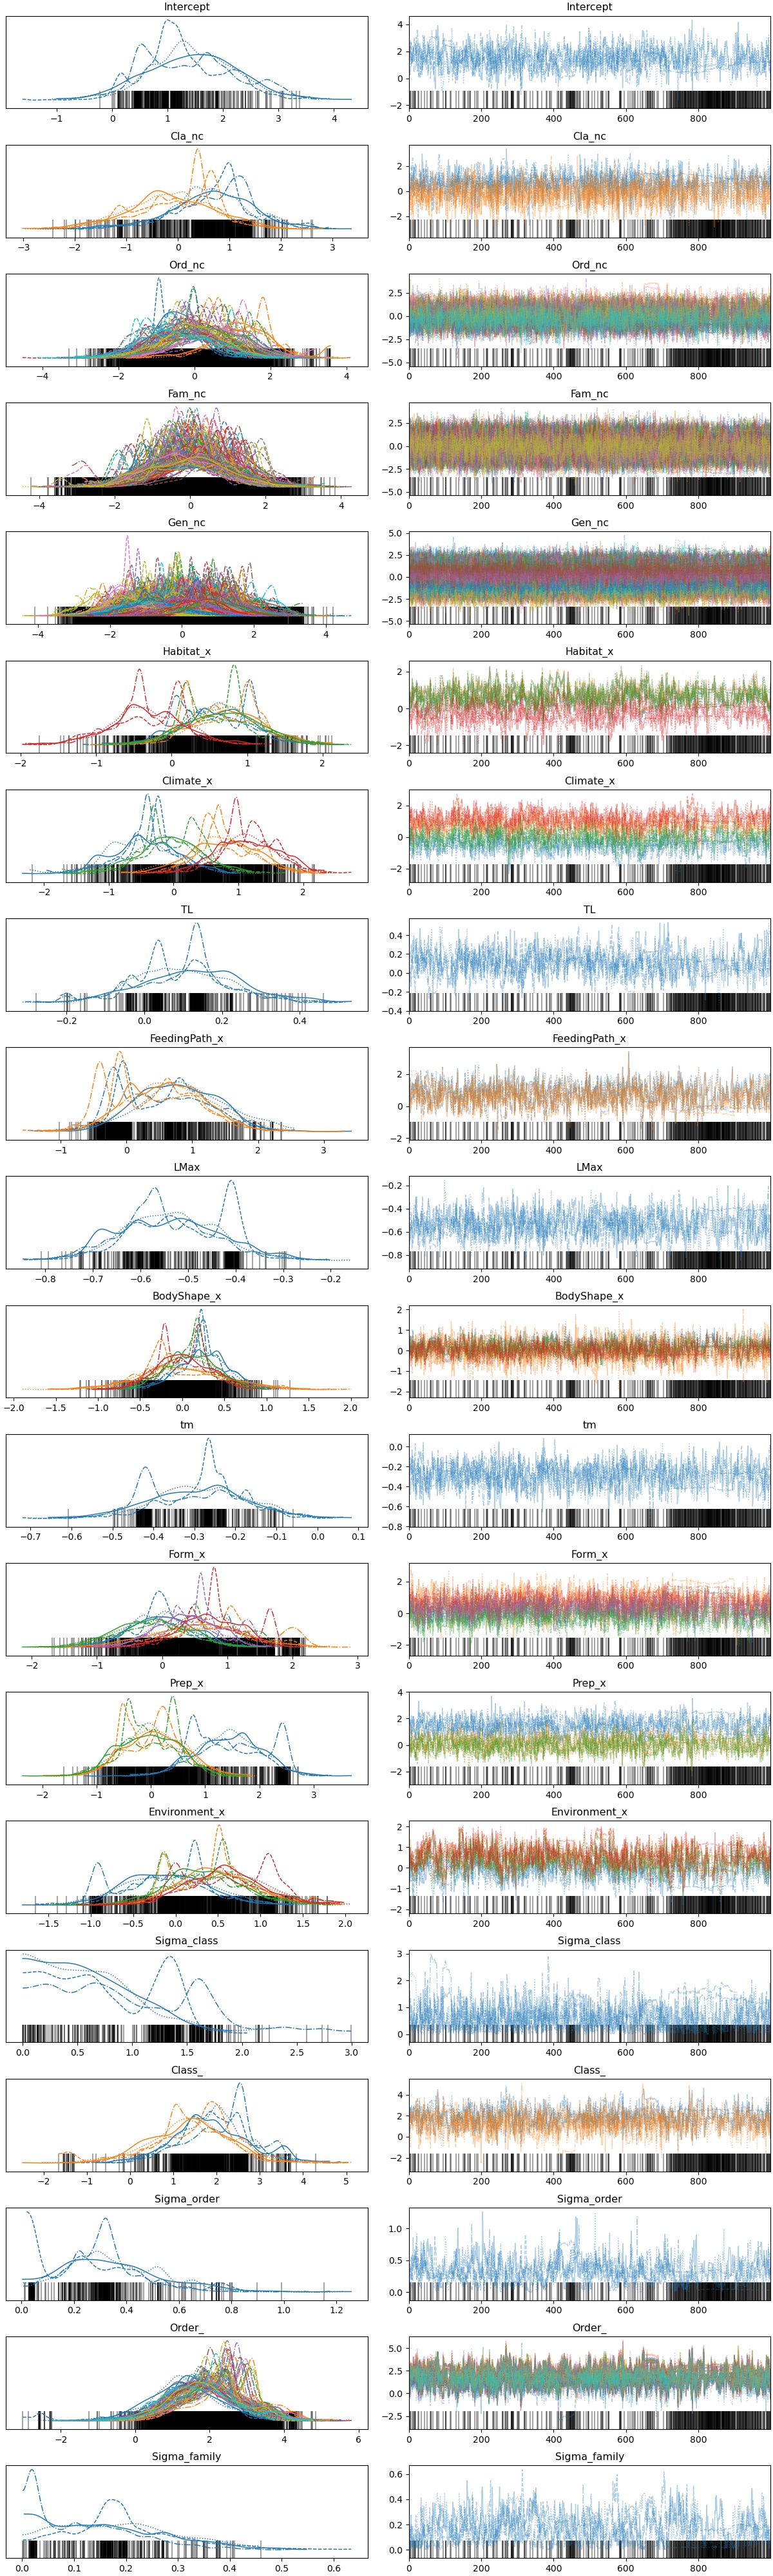 Intercept Intercept
−1 0 1 2 3 4
4
2
0
−2
0 200 400 600 800
Cla_nc Cla_nc
−3 −2 −1 0 1 2 3
2
0
−2
0 200 400 600 800
Ord_nc Ord_nc
−4 −2 0 2 4
2.5
0.0
−2.5
−5.0
0 200 400 600 800
Fam_nc Fam_nc
−4 −2 0 2 4
2.5
0.0
−2.5
−5.0
0 200 400 600 800
Gen_nc Gen_nc
−4 −2 0 2 4
5.0
2.5
0.0
−2.5
−5.0
0 200 400 600 800
Habitat_x Habitat_x
−2 −1 0 1 2
2
0
−2
0 200 400 600 800
Climate_x Climate_x
−2 −1 0 1 2
2
0
−2
0 200 400 600 800
TL TL
−0.2 0.0 0.2 0.4
0.4
0.2
0.0
−0.2
−0.4
0 200 400 600 800
FeedingPath_x FeedingPath_x
−1 0 1 2 3
2
0
−2
0 200 400 600 800
LMax LMax
−0.8 −0.7 −0.6 −0.5 −0.4 −0.3 −0.2
−0.2
−0.4
−0.6
−0.8
0 200 400 600 800
BodyShape_x BodyShape_x
−2.0 −1.5 −1.0 −0.5 0.0 0.5 1.0 1.5 2.0
2
1
0
−1
−2
0 200 400 600 800
tm tm
−0.7 −0.6 −0.5 −0.4 −0.3 −0.2 −0.1 0.0 0.1
0.0
−0.2
−0.4
−0.6
−0.8
0 200 400 600 800
Form_x Form_x
−2 −1 0 1 2 3
2
0
−2
0 200 400 600 800
Prep_x Prep_x
−2 −1 0 1 2 3
4
2
0
−2
0 200 400 600 800
Environment_x Environment_x
−1.5 −1.0 −0.5 0.0 0.5 1.0 1.5 2.0
2
1
0
−1
−2
0 200 400 600 800
Sigma_class Sigma_class
0.0 0.5 1.0 1.5 2.0 2.5 3.0
3
2
1
0
0 200 400 600 800
Class_ Class_
−2 −1 0 1 2 3 4 5
4
2
0
−2
0 200 400 600 800
Sigma_order Sigma_order
0.0 0.2 0.4 0.6 0.8 1.0 1.2
1.0
0.5
0.0
0 200 400 600 800
Order_ Order_
−2 0 2 4 6
5.0
2.5
0.0
−2.5
0 200 400 600 800
Sigma_family Sigma_family
0.0 0.1 0.2 0.3 0.4 0.5 0.6
0.6
0.4
0.2
0.0
0 200 400 600 800